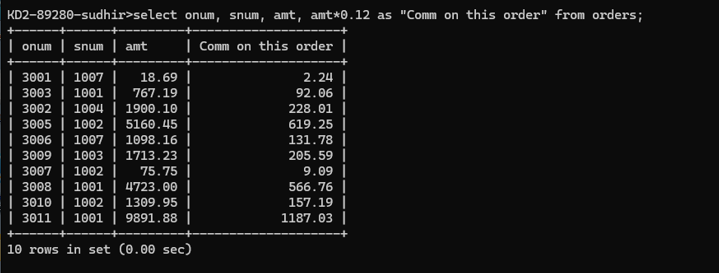 KD2-89280-sudhir>select onum, snum, amt, amt*0.12 as "Comm on this order" from orders;
+------+------+---------+--------------------+
| onum | snum | amt     | Comm on this order |
+------+------+---------+--------------------+
| 3001 | 1007 |   18.69 |               2.24 |
| 3003 | 1001 |  767.19 |              92.06 |
| 3002 | 1004 | 1900.10 |             228.01 |
| 3005 | 1002 | 5160.45 |             619.25 |
| 3006 | 1007 | 1098.16 |             131.78 |
| 3009 | 1003 | 1713.23 |             205.59 |
| 3007 | 1002 |   75.75 |               9.09 |
| 3008 | 1001 | 4723.00 |             566.76 |
| 3010 | 1002 | 1309.95 |             157.19 |
| 3011 | 1001 | 9891.88 |            1187.03 |
+------+------+---------+--------------------+
10 rows in set (0.00 sec)